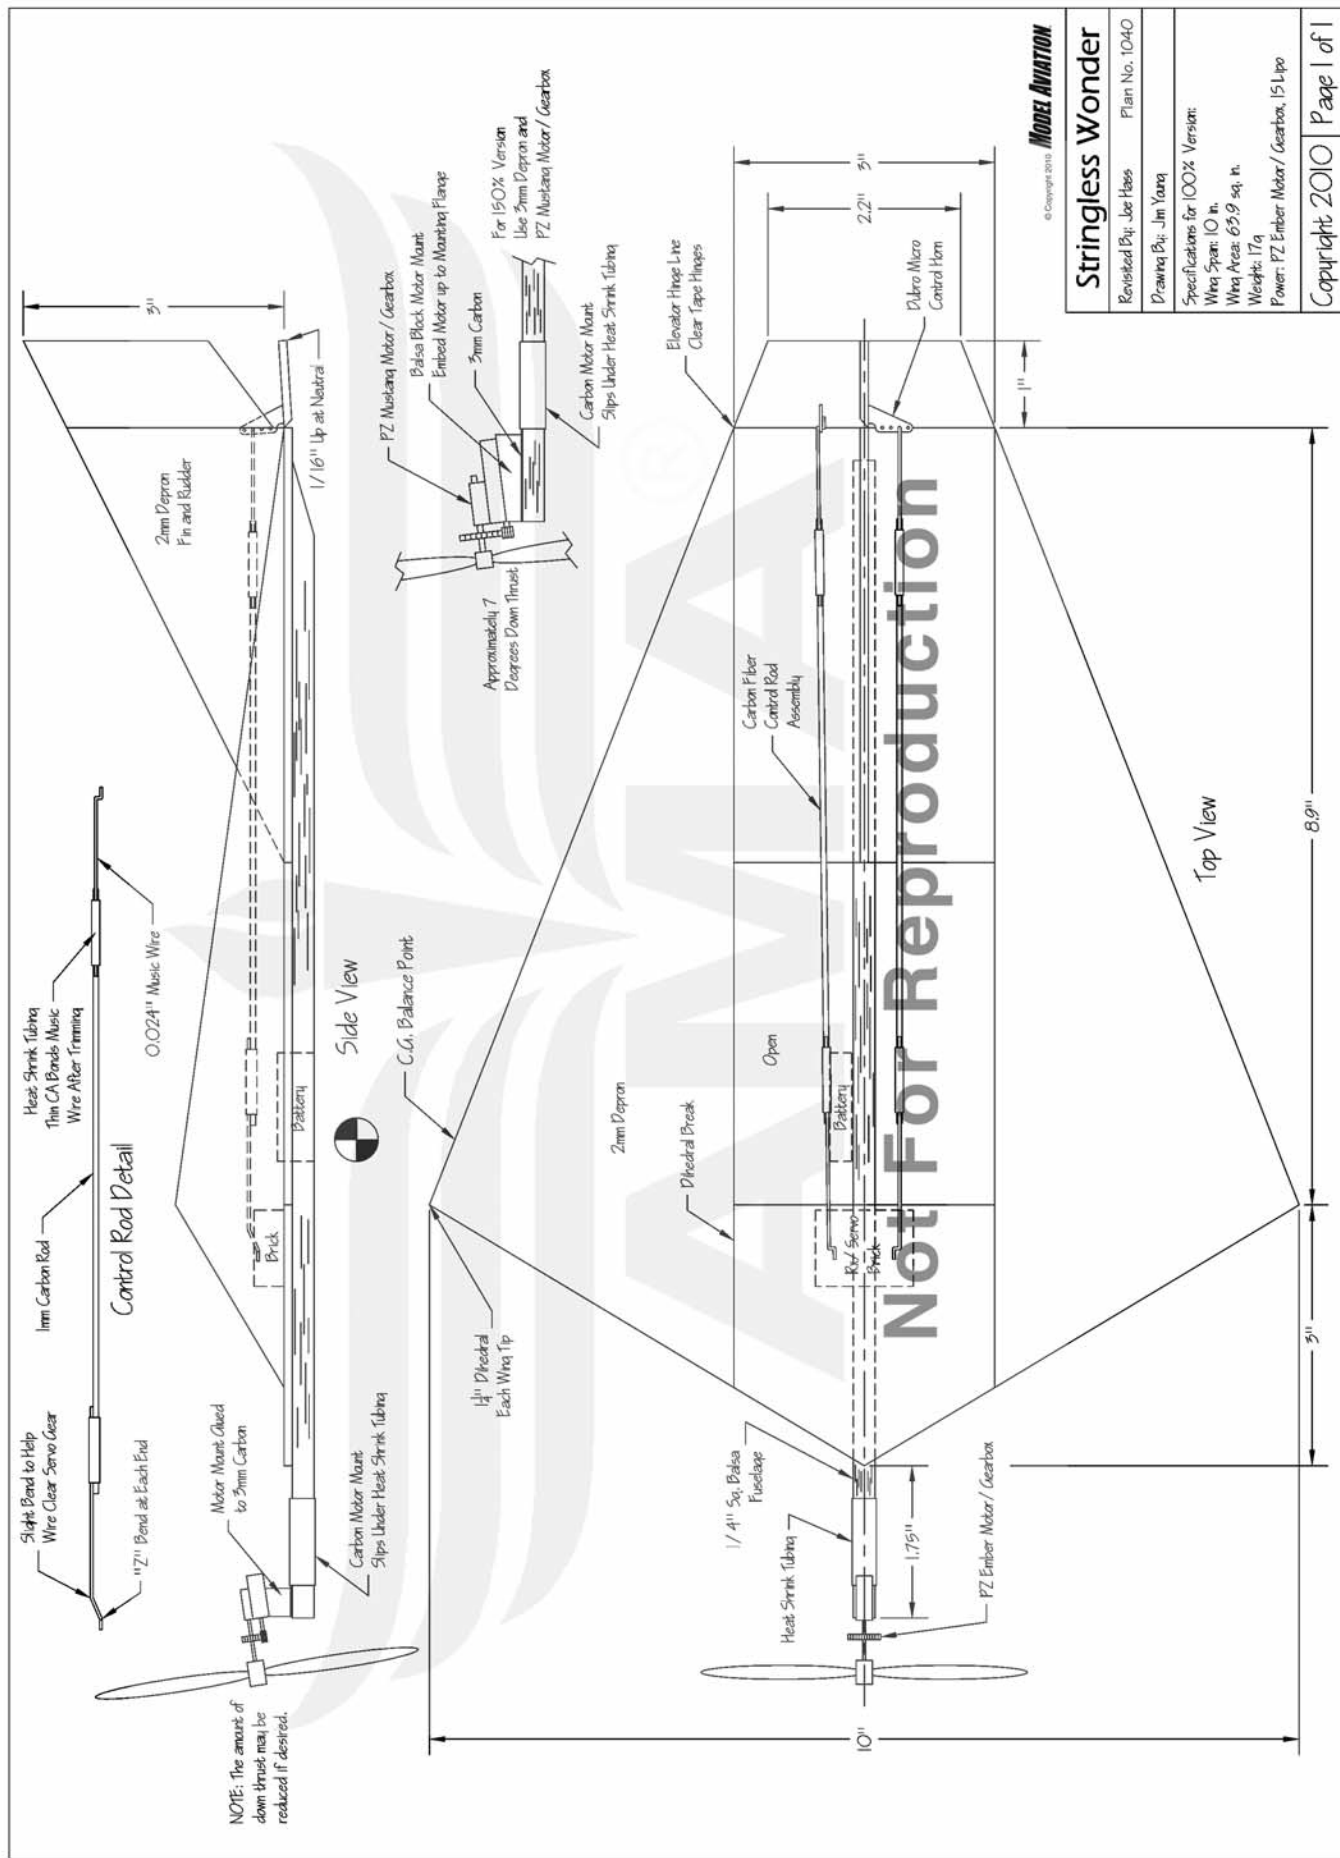 Slight Bend to Help
Wire Clear Servo Gear
"Z" Bend at Each End
1mm Carbon Rod
Heat Shrink Tubing
Thin CA Bonds Music
Wire After Trimming
0.024" Music Wire
Control Rod Detail
NOTE: The amount of
down thrust may be
reduced if desired.
Motor Mount Glued
to 3mm Carbon
Carbon Motor Mount
Slips Under Heat Shrink Tubing
Brick
Battery
Side View
2mm Depron
Fin and Rudder
1/16" Up at Neutral
3"
PZ Mustang Motor/Gearbox
Balsa Block Motor Mount
Embed Motor up to Mounting Flange
3mm Carbon
Approximately 7
Degrees Down Thrust
Carbon Motor Mount
Slips Under Heat Shrink Tubing
For 150% Version
Use 3mm Depron and
PZ Mustang Motor/Gearbox
C.G. Balance Point
1¼" Dihedral
Each Wing Tip
2mm Depron
Dihedral Break
Open
Elevator Hinge Line
Clear Tape Hinges
Carbon Fiber
Control Rod
Assembly
Dubro Micro
Control Horn
1/4" Sq. Balsa
Fuselage
Heat Shrink Tubing
Rx/Servo
Brick
Battery
PZ Ember Motor/Gearbox
1.75"
10"
3"
8.9"
1"
2.2"
3"
Top View
AMA
®
Not For Reproduction
© Copyright 2010 MODEL AVIATION
Stringless Wonder
Revisited By: Joe Hass Plan No. 1040
Drawing By: Jim Young
Specifications for 100% Version:
Wing Span: 10 in.
Wing Area: 63.9 sq. in.
Weight: 17g
Power: PZ Ember Motor/Gearbox, 1S Lipo
Copyright 2010 Page 1 of 1